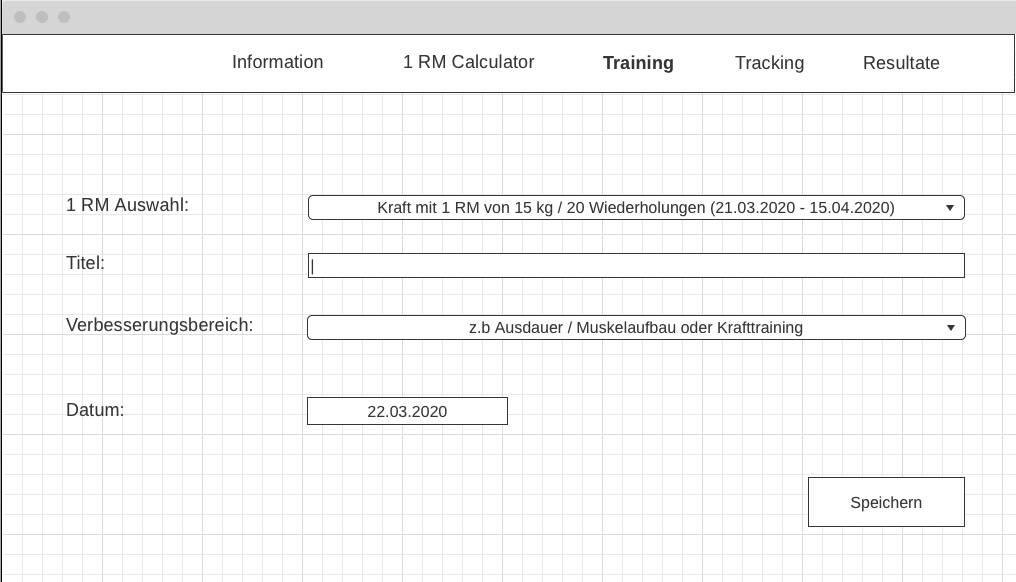 Information 1 RM Calculator Training Tracking Resultate
1 RM Auswahl: Kraft mit 1 RM von 15 kg / 20 Wiederholungen (21.03.2020 - 15.04.2020)
Titel:
Verbesserungsbereich: z.b Ausdauer / Muskelaufbau oder Krafttraining
Datum: 22.03.2020
Speichern